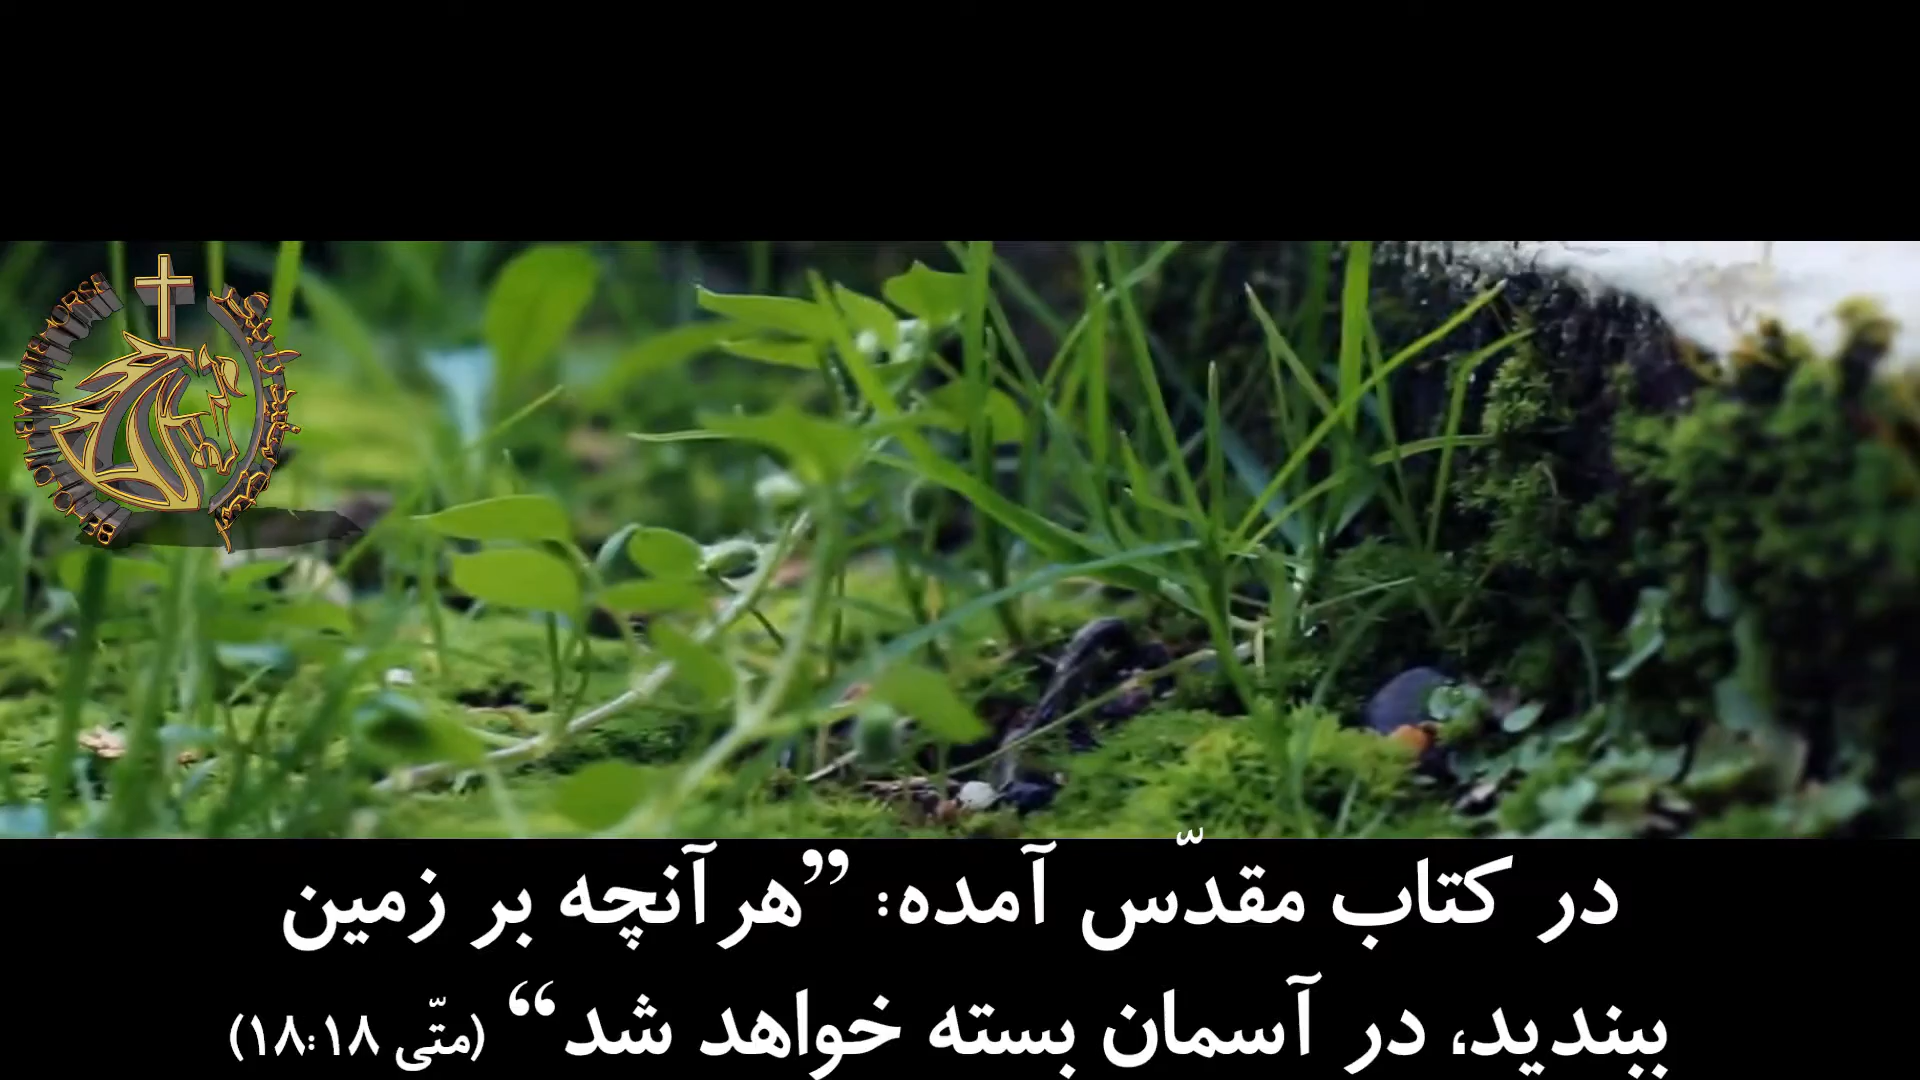 در کتاب مقدّس آمده: ”هرآنچه بر زمین
ببندید، در آسمان بسته خواهد شد“ (متّی ۱۸:۱۸)